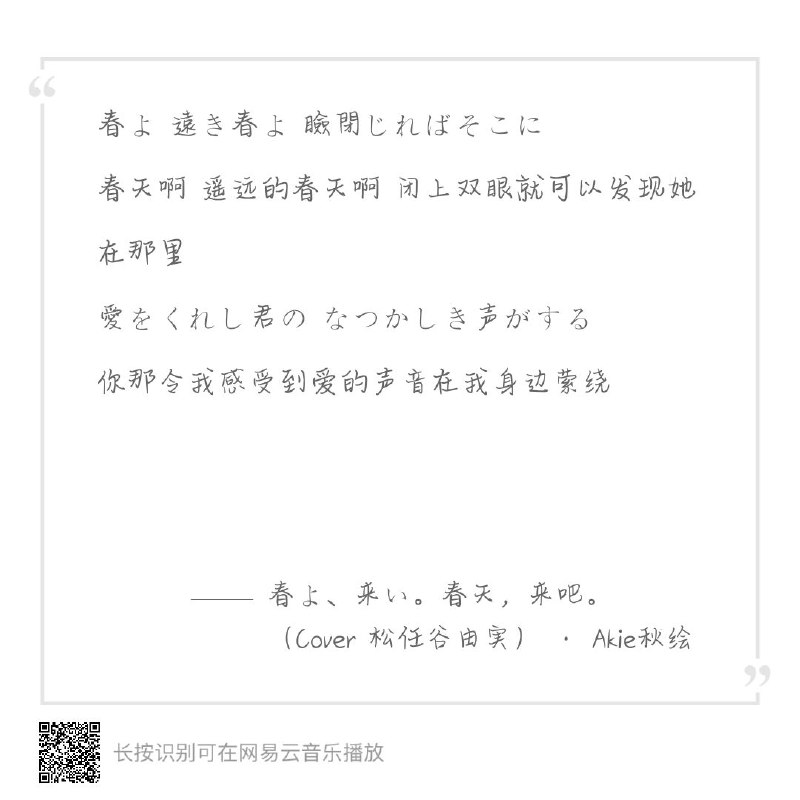 春よ 遠き春よ 瞼閉じればそこに
春天啊 遥远的春天啊 闭上双眼就可以发现她
在那里
愛をくれし君の なつかしき声がする
你那令我感受到爱的声音在我身边萦绕
—— 春よ、来い。春天，来吧。
（Cover 松任谷由実） · Akie秋绘
长按识别可在网易云音乐播放